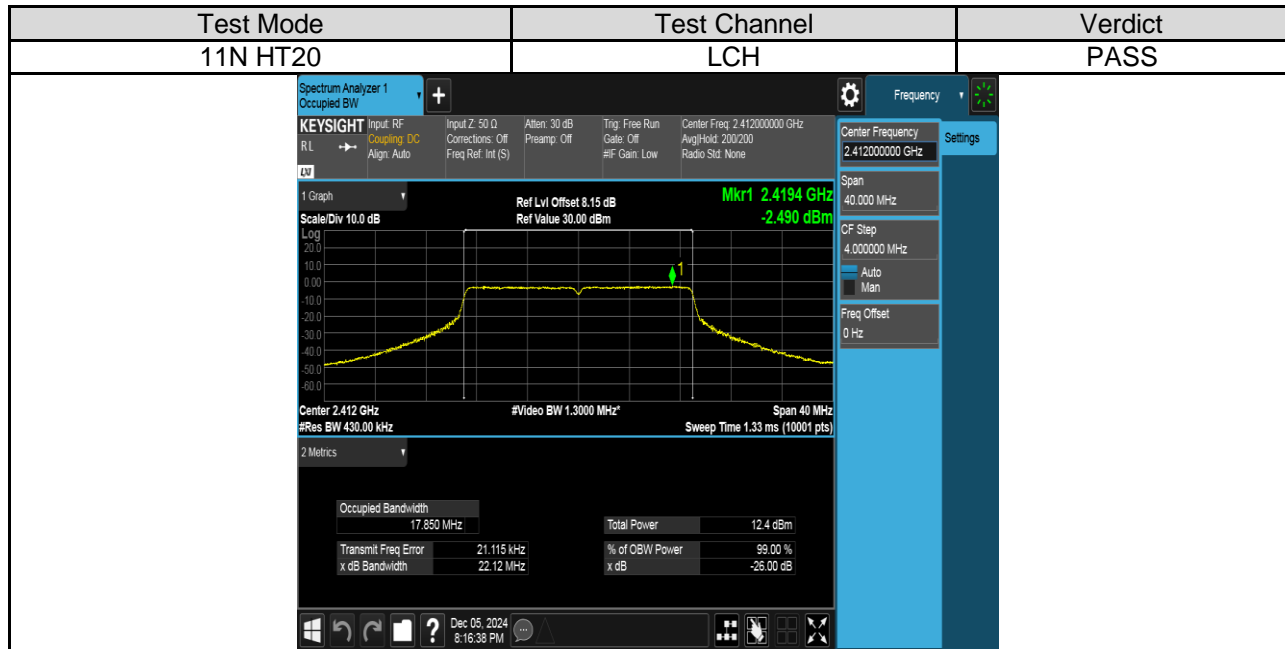 Test Mode Test Channel Verdict
11N HT20 LCH PASS
Spectrum Analyzer 1
Occupied BW
+
Frequency
KEYSIGHT Input: RF Input Z: 50 Ω Atten: 30 dB Trig: Free Run Center Freq: 2.412000000 GHz
Coupling: DC Corrections: Off Preamp: Off Gate: Off Avg|Hold: 200/200
RL Align: Auto Freq Ref: Int (S) #IF Gain: Low Radio Std: None
LXI
Center Frequency
2.412000000 GHz
Settings
Span
40.000 MHz
CF Step
4.000000 MHz
Auto
Man
Freq Offset
0 Hz
1 Graph
Ref Lvl Offset 8.15 dB
Mkr1 2.4194 GHz
Scale/Div 10.0 dB Ref Value 30.00 dBm -2.490 dBm
Log
20.0
10.0
1
0.00
-10.0
-20.0
-30.0
-40.0
-50.0
-60.0
Center 2.412 GHz #Video BW 1.3000 MHz* Span 40 MHz
#Res BW 430.00 kHz Sweep Time 1.33 ms (10001 pts)
2 Metrics
Occupied Bandwidth
17.850 MHz Total Power 12.4 dBm
Transmit Freq Error 21.115 kHz % of OBW Power 99.00 %
x dB Bandwidth 22.12 MHz x dB -26.00 dB
? Dec 05, 2024
8:16:38 PM